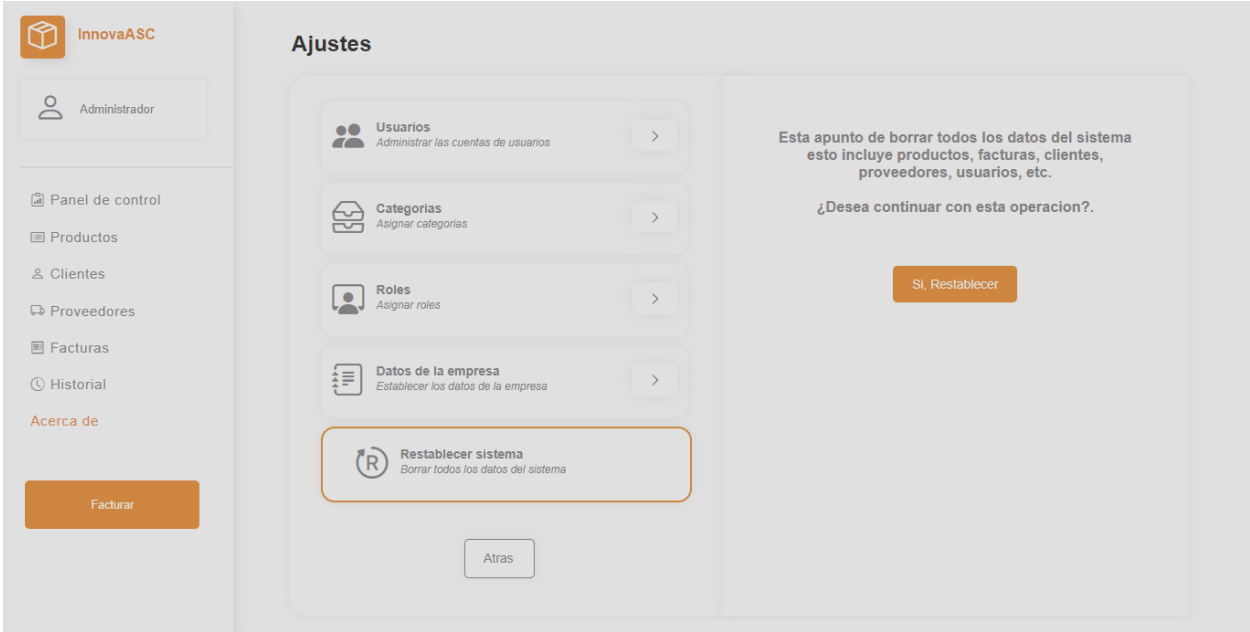 InnovaASC
Administrador
Panel de control
Productos
Clientes
Proveedores
Facturas
Historial
Acerca de
Facturar
Ajustes
Usuarios
Administrar las cuentas de usuarios
Categorias
Asignar categorias
Roles
Asignar roles
Datos de la empresa
Establecer los datos de la empresa
R
Restablecer sistema
Borrar todos los datos del sistema
Atras
Esta apunto de borrar todos los datos del sistema
esto incluye productos, facturas, clientes,
proveedores, usuarios, etc.
¿Desea continuar con esta operacion?.
Si, Restablecer